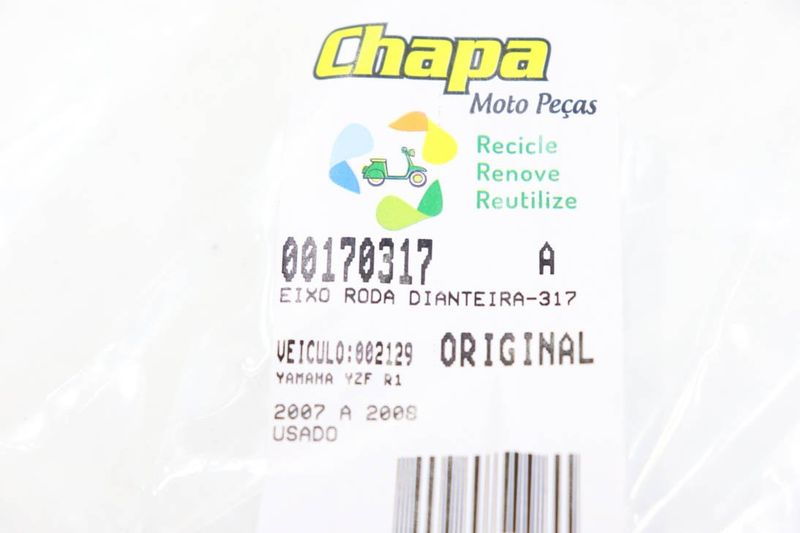 Chapa
Moto Peças
Recicle
Renove
Reutilize
00170317 A
EIXO RODA DIANTEIRA-317
VEICULO:002129 ORIGINAL
YAMAHA YZF R1
2007 A 2008
USADO